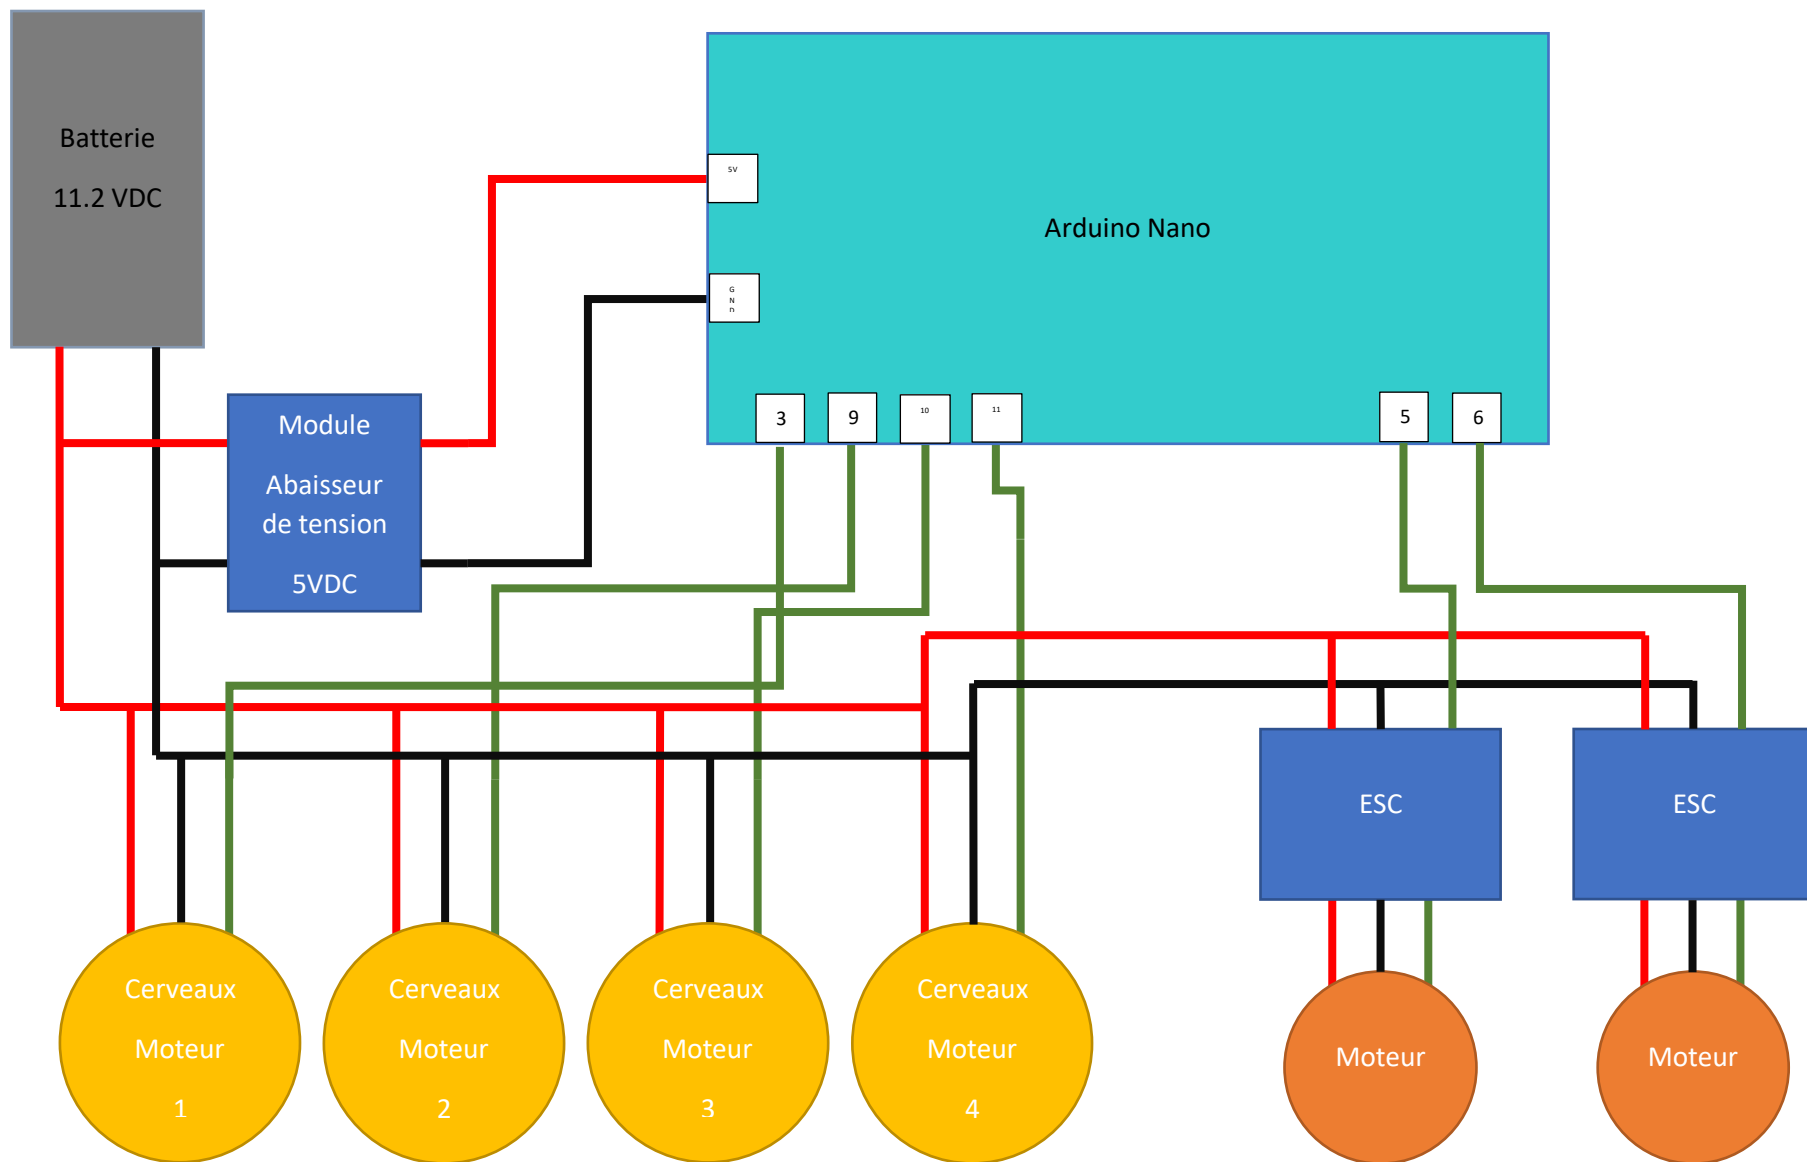 Batterie
11.2 VDC
Arduino Nano
5V
G
N
D
3
9
10
11
5
6
Module
Abaisseur
de tension
5VDC
ESC
ESC
Cerveaux
Moteur
1
Cerveaux
Moteur
2
Cerveaux
Moteur
3
Cerveaux
Moteur
4
Moteur
Moteur